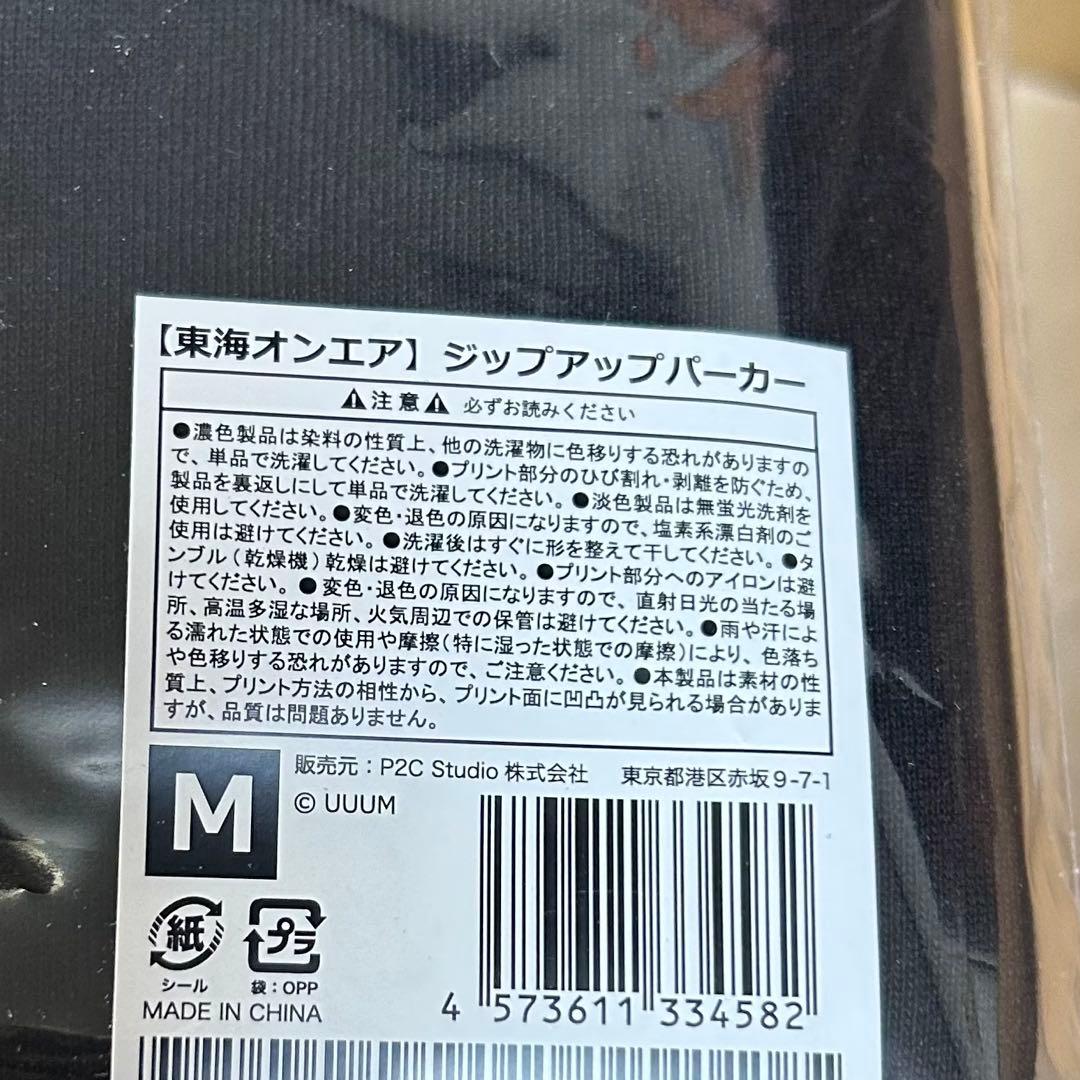 【東海オンエア】ジップアップパーカー
⚠注意⚠ 必ずお読みください
●濃色製品は染料の性質上、他の洗濯物に色移りする恐れがありますの
で、単品で洗濯してください。●プリント部分のひび割れ・剥離を防ぐため、
製品を裏返しにして単品で洗濯してください。●淡色製品は無蛍光洗剤を
使用してください。●変色・退色の原因になりますので、塩素系漂白剤のご
使用は避けてください。●洗濯後はすぐに形を整えて干してください。●タ
ンブル(乾燥機)乾燥は避けてください。●プリント部分へのアイロンは避
けてください。●変色・退色の原因になりますので、直射日光の当たる場
所、高温多湿な場所、火気周辺での保管は避けてください。●雨や汗によ
る濡れた状態での使用や摩擦(特に湿った状態での摩擦)により、色落ち
や色移りする恐れがありますので、ご注意ください。●本製品は素材の性
質上、プリント方法の相性から、プリント面に凹凸が見られる場合がありま
すが、品質は問題ありません。
M
販売元:P2C Studio株式会社 東京都港区赤坂9-7-1
© UUUM
紙 プラ
シール 袋:OPP
MADE IN CHINA
4 573611 334582